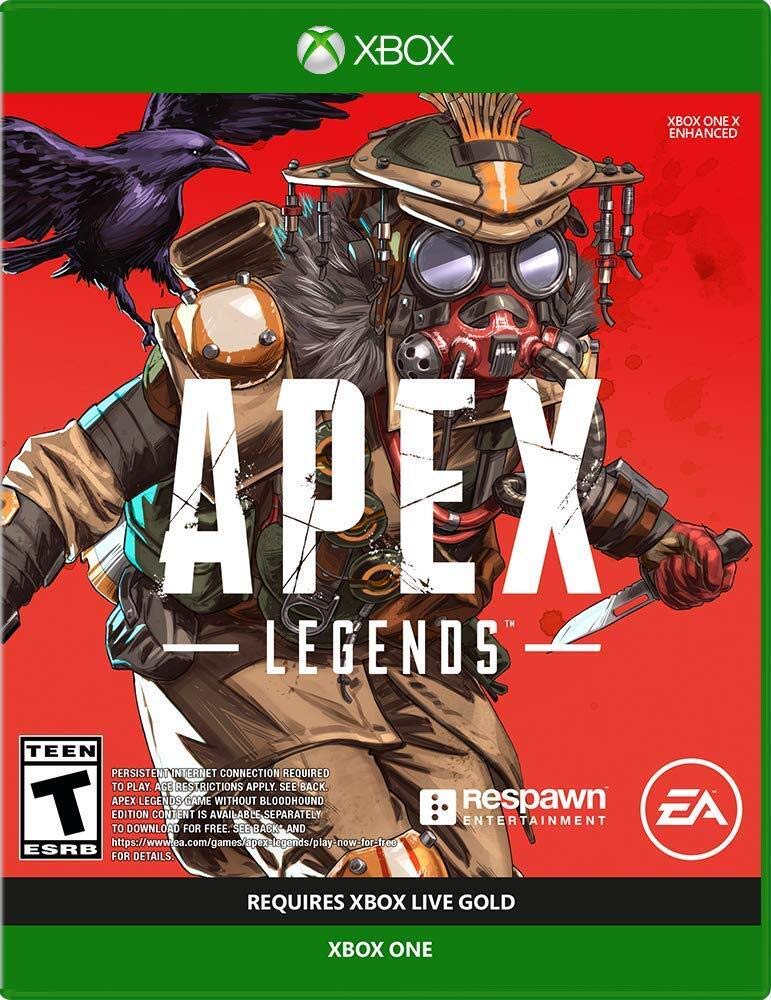 XBOX
XBOX ONE X
ENHANCED
APEX
LEGENDS™
TEEN
T
ESRB
PERSISTENT INTERNET CONNECTION REQUIRED
TO PLAY. AGE RESTRICTIONS APPLY. SEE BACK.
APEX LEGENDS GAME WITHOUT BLOODHOUND
EDITION CONTENT IS AVAILABLE SEPARATELY
TO DOWNLOAD FOR FREE. SEE BACK* AND
https://www.ea.com/games/apex-legends/play-now-for-free
FOR DETAILS.
Respawn™
ENTERTAINMENT
EA
REQUIRES XBOX LIVE GOLD
XBOX ONE